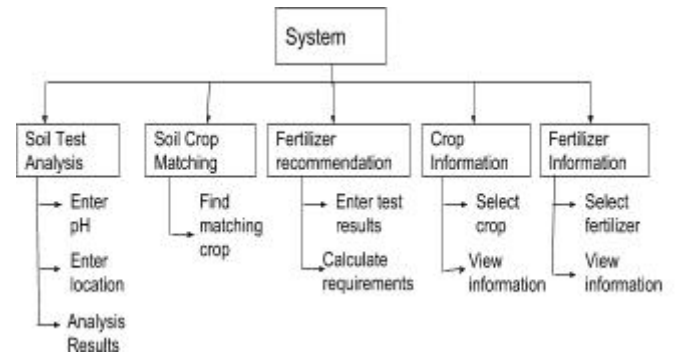 System
Soil Test
Analysis
Soil Crop
Matching
Fertilizer
recommendation
Crop
Information
Fertilizer
Information
Enter
pH
Enter
location
Analysis
Results
Find
matching
crop
Enter test
results
Calculate
requirements
Select
crop
View
information
Select
fertilizer
View
information